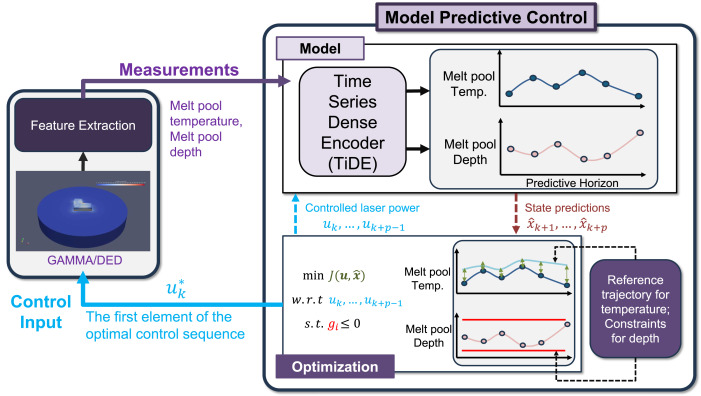 Model Predictive Control
Model
Measurements
Melt pool
temperature,
Melt pool
depth
Feature Extraction
GAMMA/DED
Time
Series
Dense
Encoder
(TiDE)
Melt pool
Temp.
Melt pool
Depth
Predictive Horizon
Controlled laser power
u_k, …, u_{k+p−1}
State predictions
x̂_{k+1}, …, x̂_{k+p}
Control
Input
u_k^*
The first element of the
optimal control sequence
min J(u, x̂)
w.r.t u_k, …, u_{k+p−1}
s.t. g_i ≤ 0
Optimization
Melt pool
Temp.
Melt pool
Depth
Reference
trajectory for
temperature;
Constraints
for depth